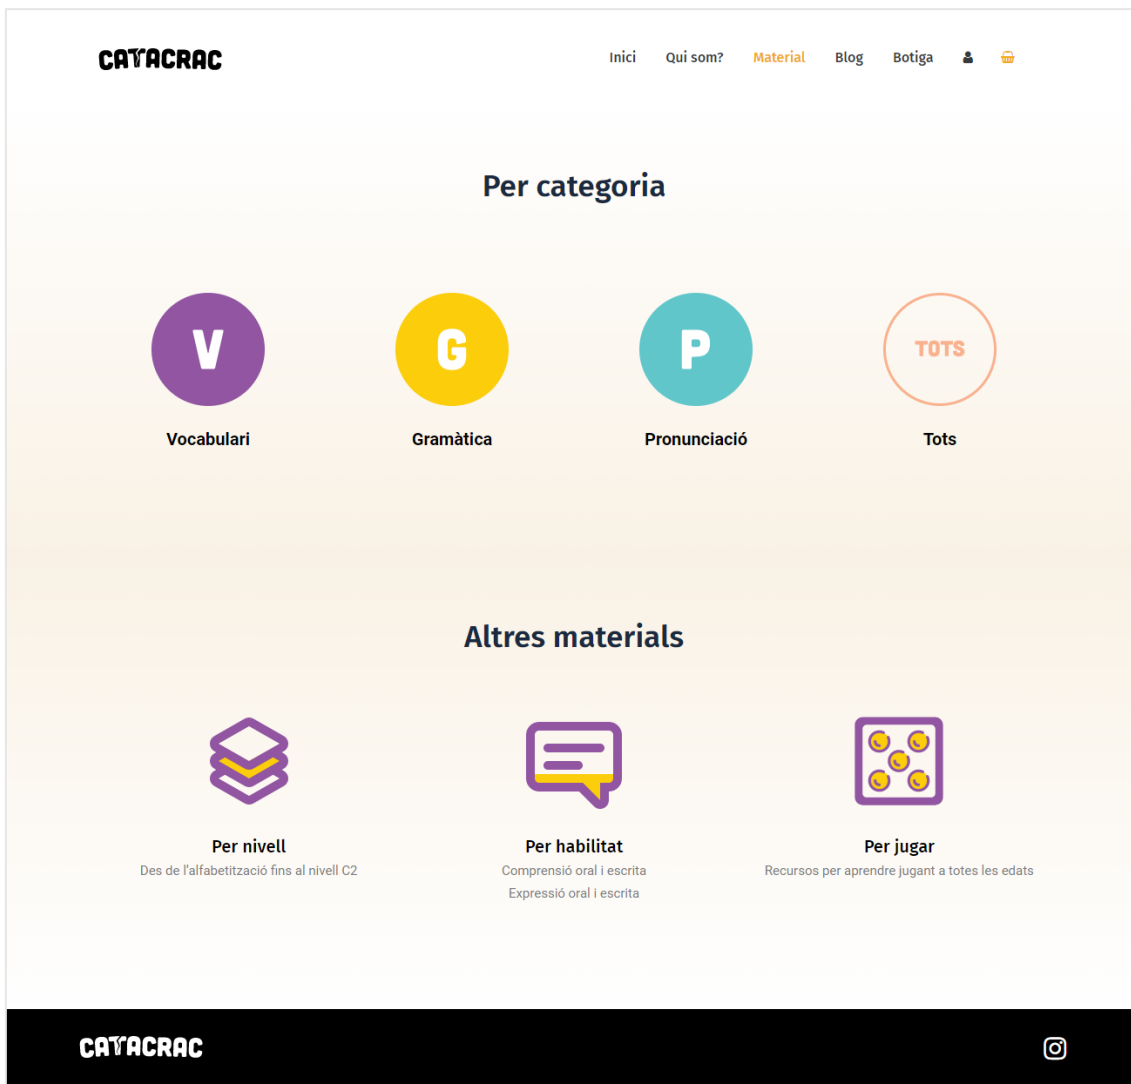 CATACRAC
Inici Qui som? Material Blog Botiga
Per categoria
V G P TOTS
Vocabulari Gramàtica Pronunciació Tots
Altres materials
Per nivell Per habilitat Per jugar
Des de l'alfabetització fins al nivell C2 Comprensió oral i escrita Recursos per aprendre jugant a totes les edats
Expressió oral i escrita
CATACRAC